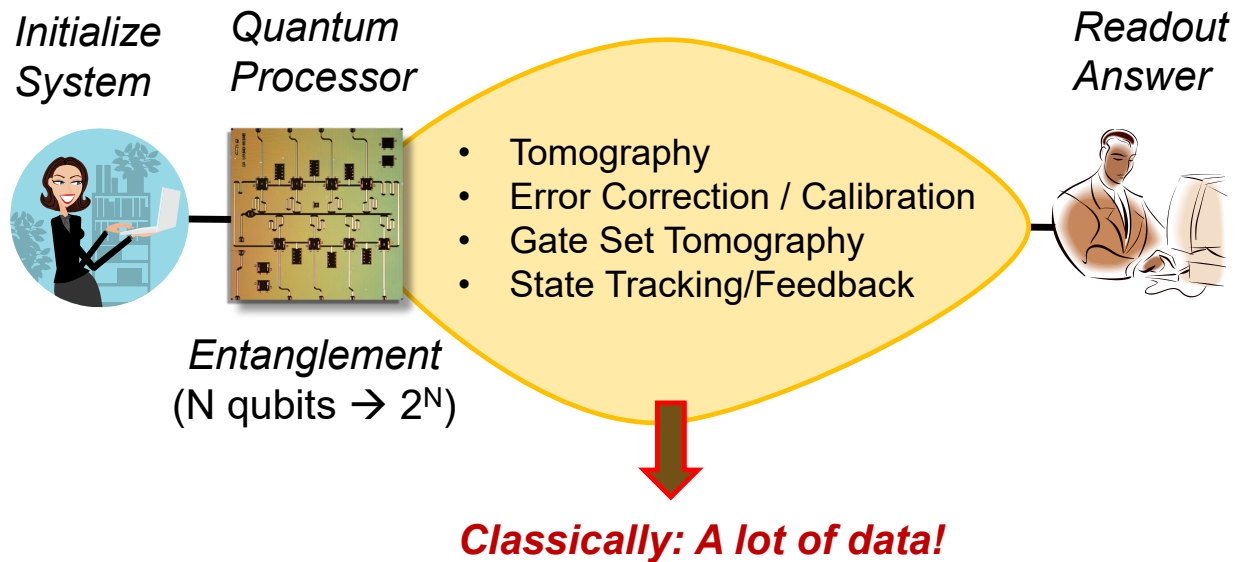 Initialize
System
Quantum
Processor
Readout
Answer
• Tomography
• Error Correction / Calibration
• Gate Set Tomography
• State Tracking/Feedback
Entanglement
(N qubits → 2ᴺ)
Classically: A lot of data!